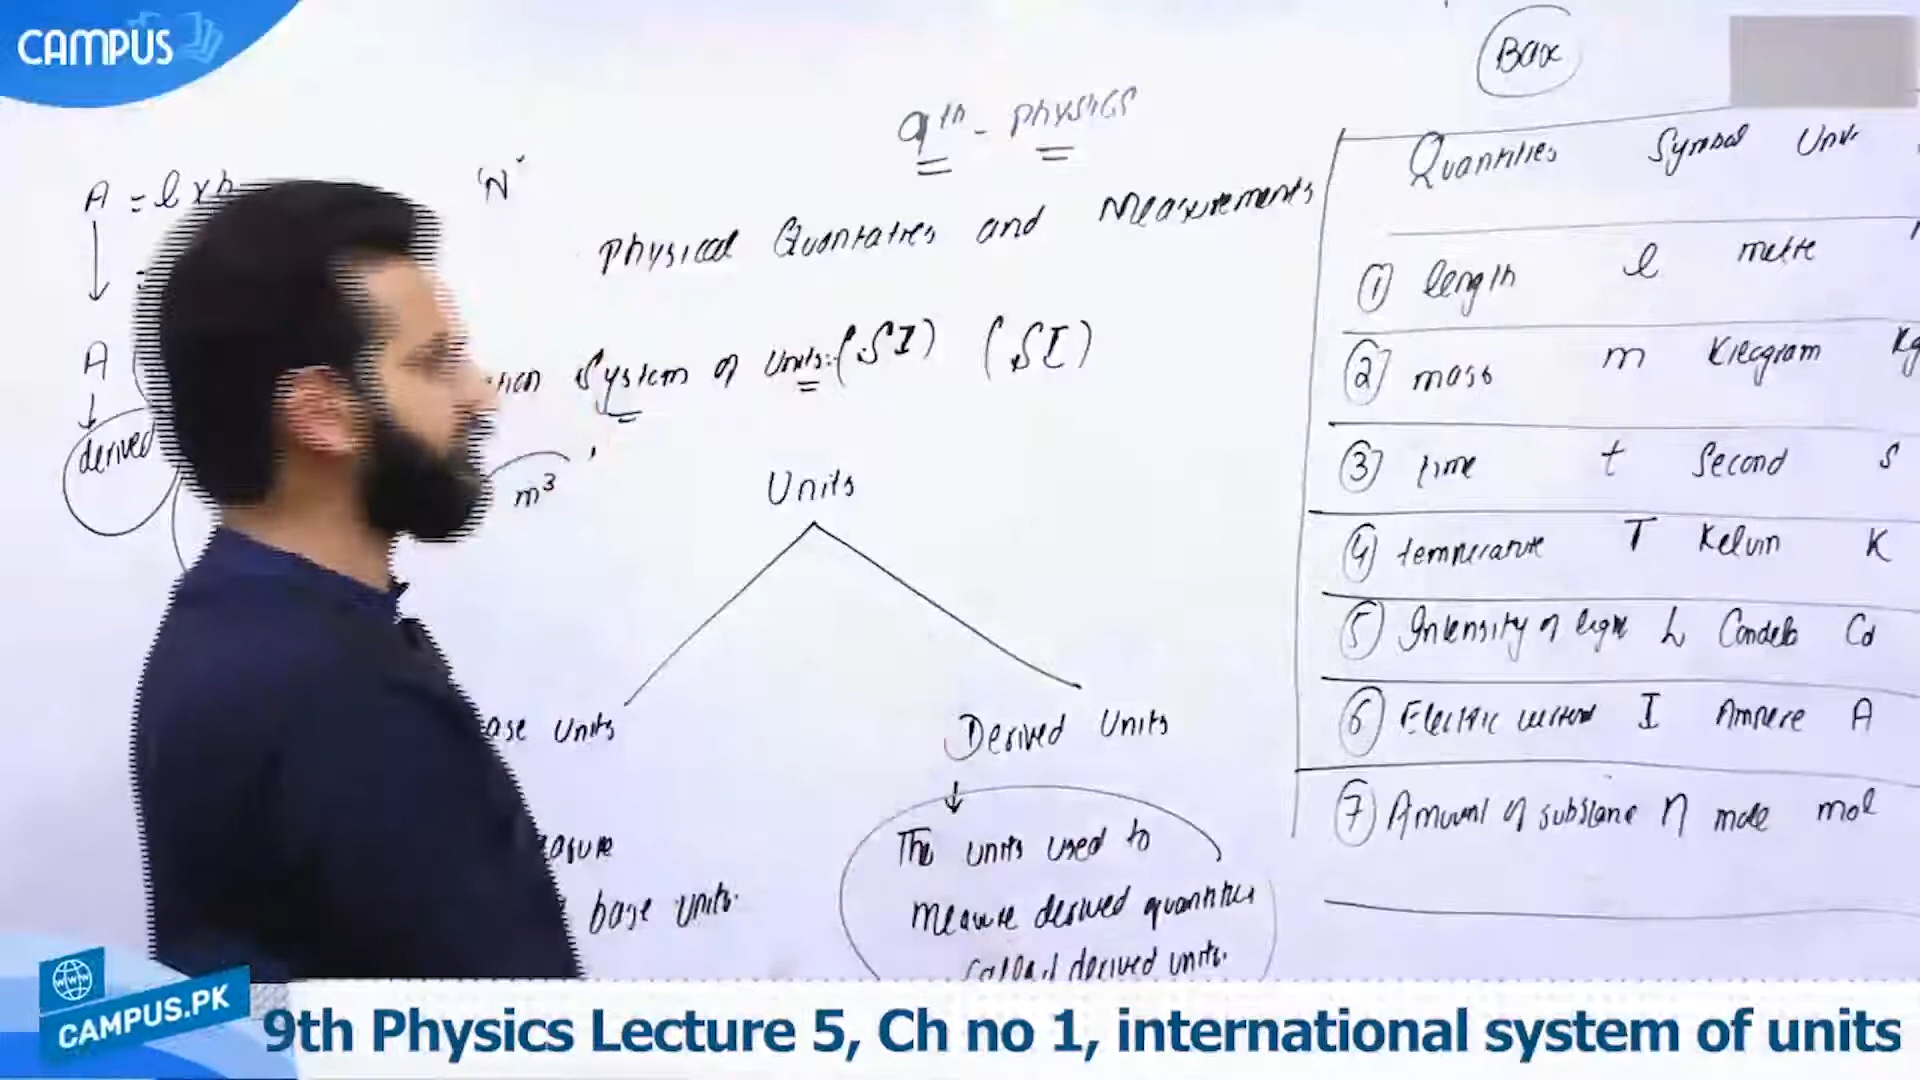 CAMPUS
Base
9th - Physics
Quantities Symbol Unit
A = l x b
"N"
Physical Quantaties and Measurements
① length l metre
A
System of Units: (SI) (SI)
② mass m Kilogram Kg
derived
m³
Units
③ time t Second s
④ temperature T Kelvin K
⑤ Intensity of light L Candela Cd
ase Units
Derived Units
⑥ Electric current I Ampere A
⑦ Amount of substance n mole mol
The units used to
measure derived quantities
called derived units.
base units.
WWW
CAMPUS.PK
9th Physics Lecture 5, Ch no 1, international system of units